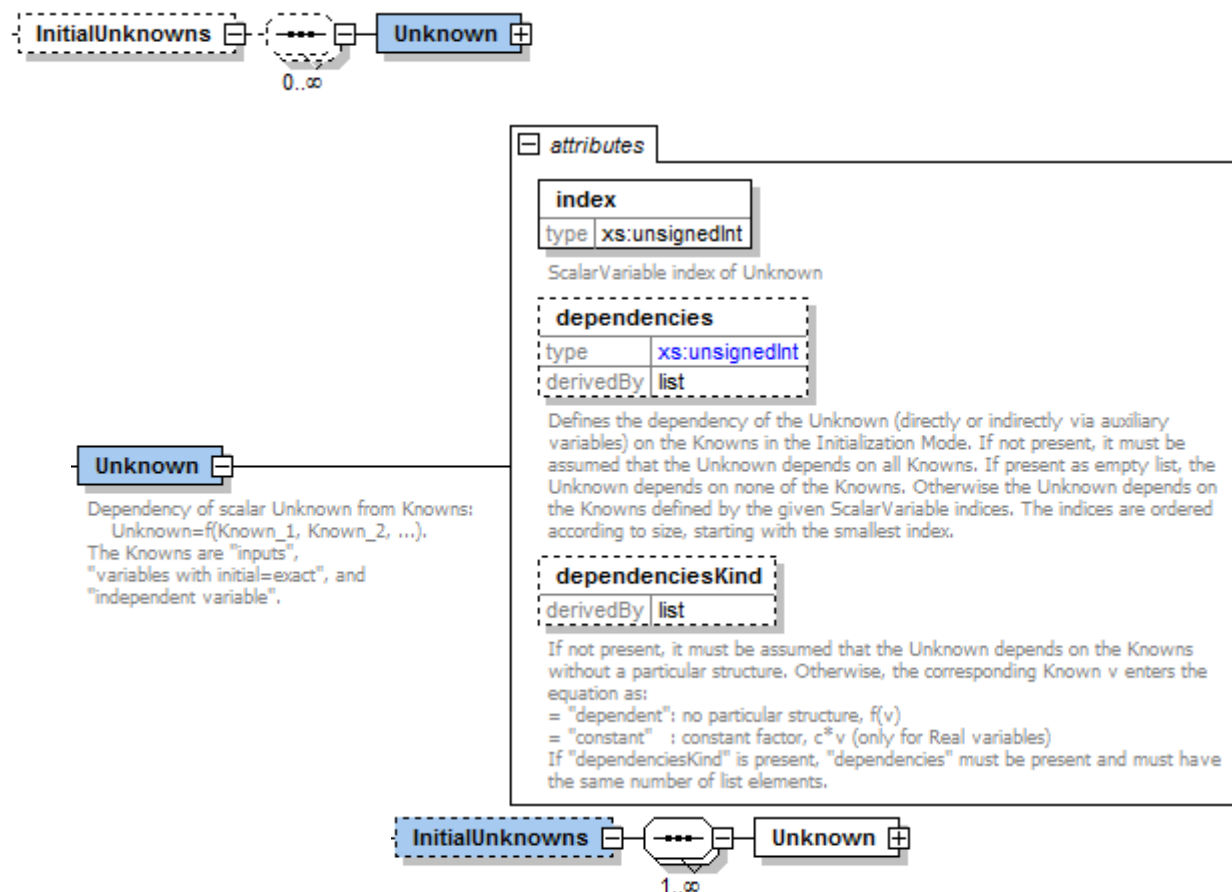 InitialUnknowns
Unknown
0..∞
attributes
index
type xs:unsignedInt
ScalarVariable index of Unknown
dependencies
type xs:unsignedInt
derivedBy list
Defines the dependency of the Unknown (directly or indirectly via auxiliary
variables) on the Knowns in the Initialization Mode. If not present, it must be
assumed that the Unknown depends on all Knowns. If present as empty list, the
Unknown depends on none of the Knowns. Otherwise the Unknown depends on
the Knowns defined by the given ScalarVariable indices. The indices are ordered
according to size, starting with the smallest index.
Unknown
Dependency of scalar Unknown from Knowns:
Unknown=f(Known_1, Known_2, ...).
The Knowns are "inputs",
"variables with initial=exact", and
"independent variable".
dependenciesKind
derivedBy list
If not present, it must be assumed that the Unknown depends on the Knowns
without a particular structure. Otherwise, the corresponding Known v enters the
equation as:
= "dependent": no particular structure, f(v)
= "constant" : constant factor, c*v (only for Real variables)
If "dependenciesKind" is present, "dependencies" must be present and must have
the same number of list elements.
InitialUnknowns
Unknown
1..∞